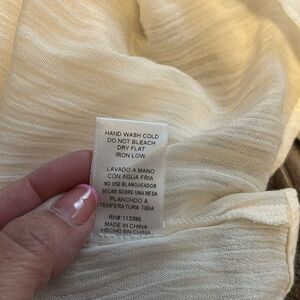 HAND WASH COLD
DO NOT BLEACH
DRY FLAT
IRON LOW
LAVADO A MANO
CON AGUA FRIA
NO USE BLANQUEADOR
SECAR SOBRE UNA MESA
PLANCHADO A
TEMPERATURA TIBIA
RN# 113396
MADE IN CHINA
HECHO EN CHINA